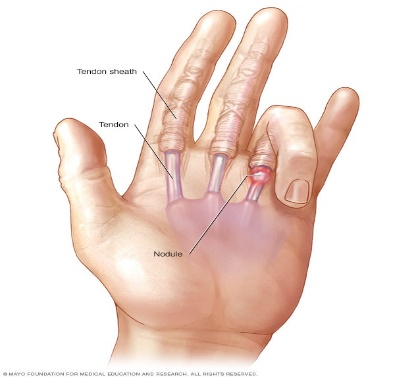 Tendon sheath
Tendon
Nodule
© MAYO FOUNDATION FOR MEDICAL EDUCATION AND RESEARCH. ALL RIGHTS RESERVED.